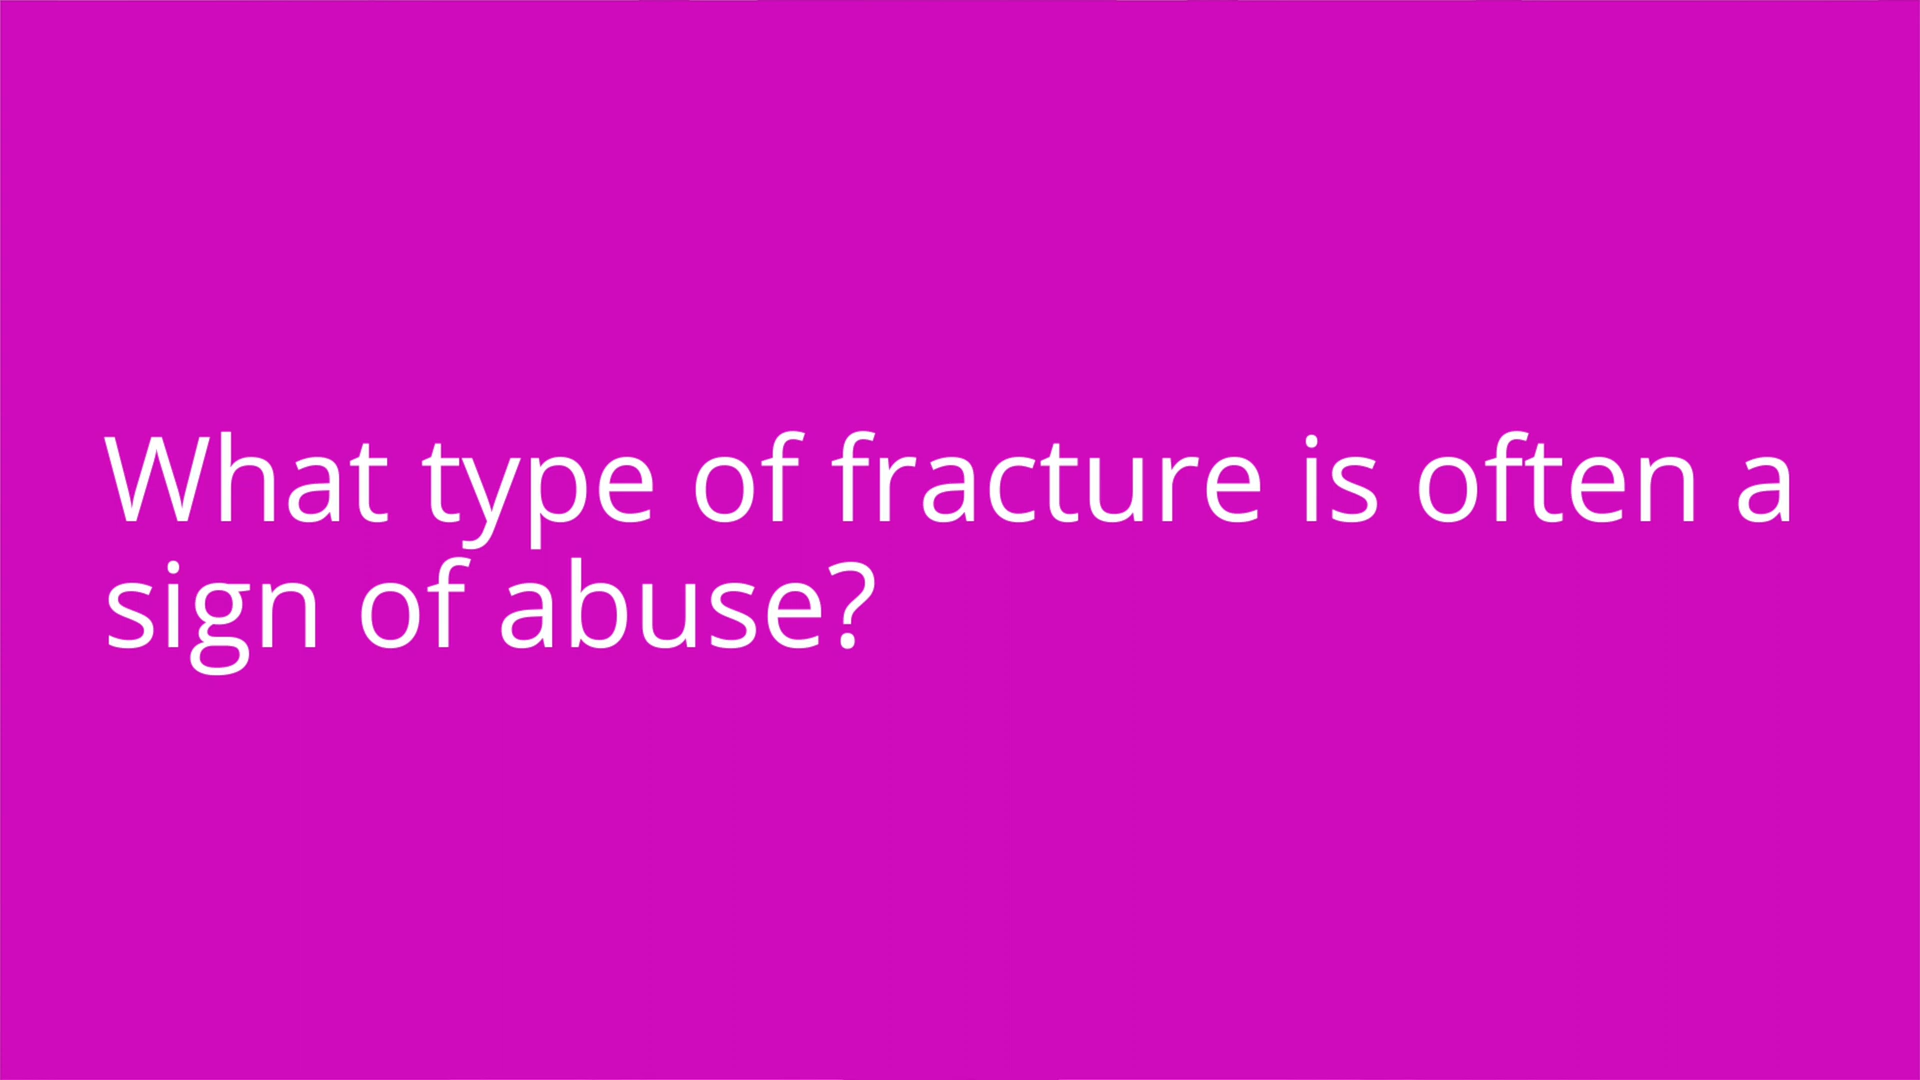 What type of fracture is often a
sign of abuse?